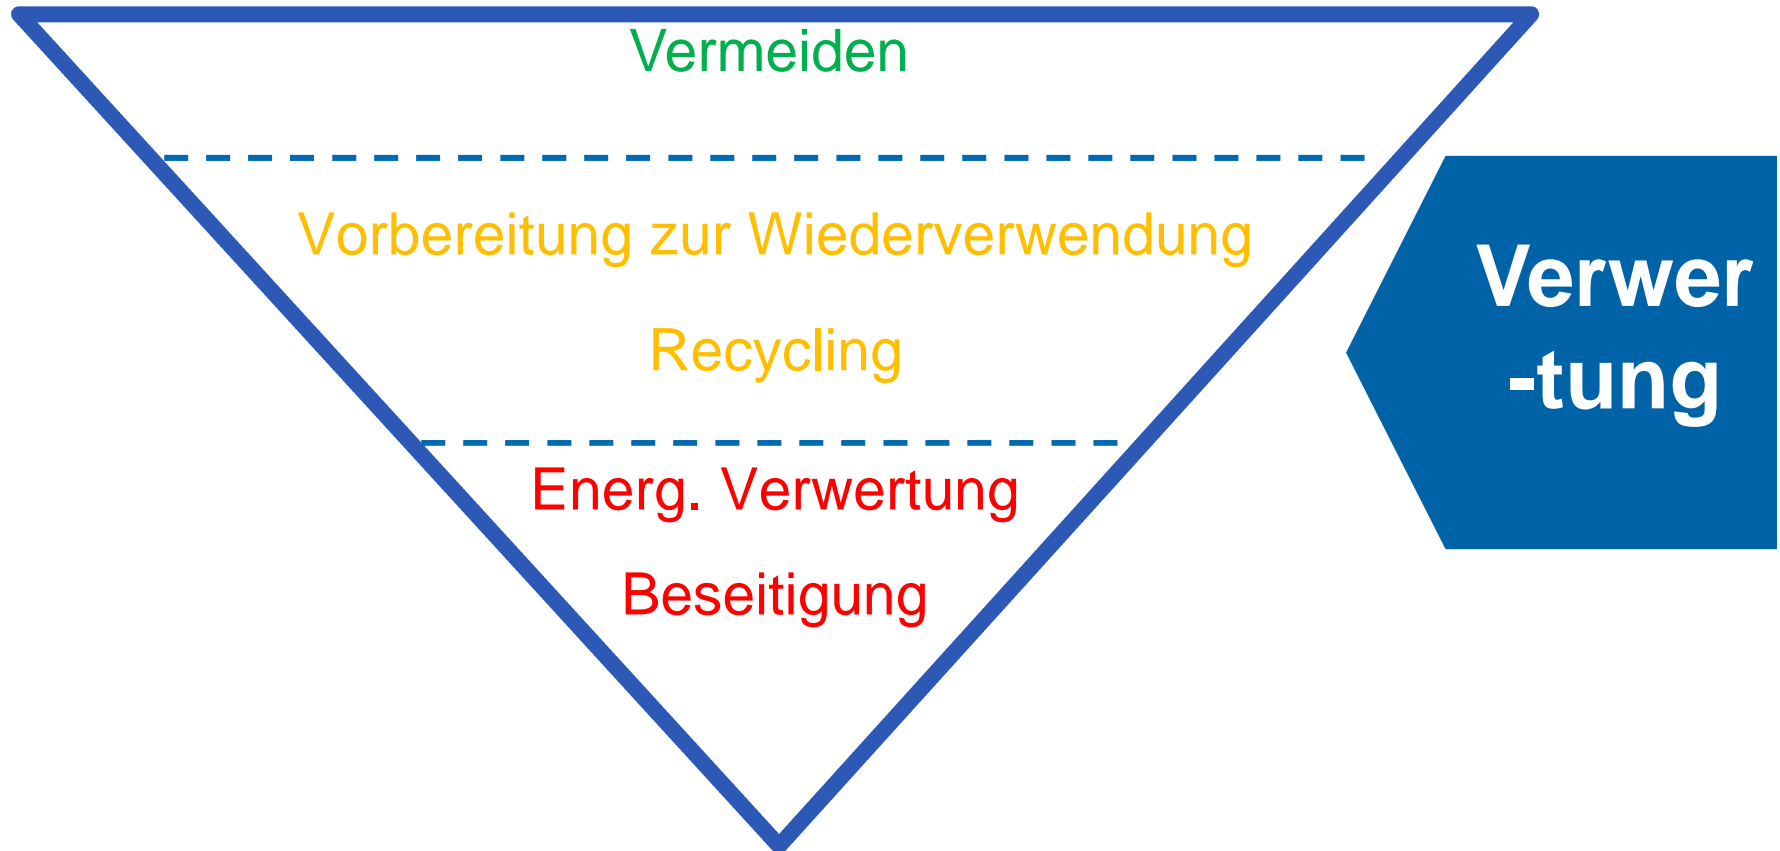 Vermeiden
Vorbereitung zur Wiederverwendung
Recycling
Energ. Verwertung
Beseitigung
Verwer
-tung